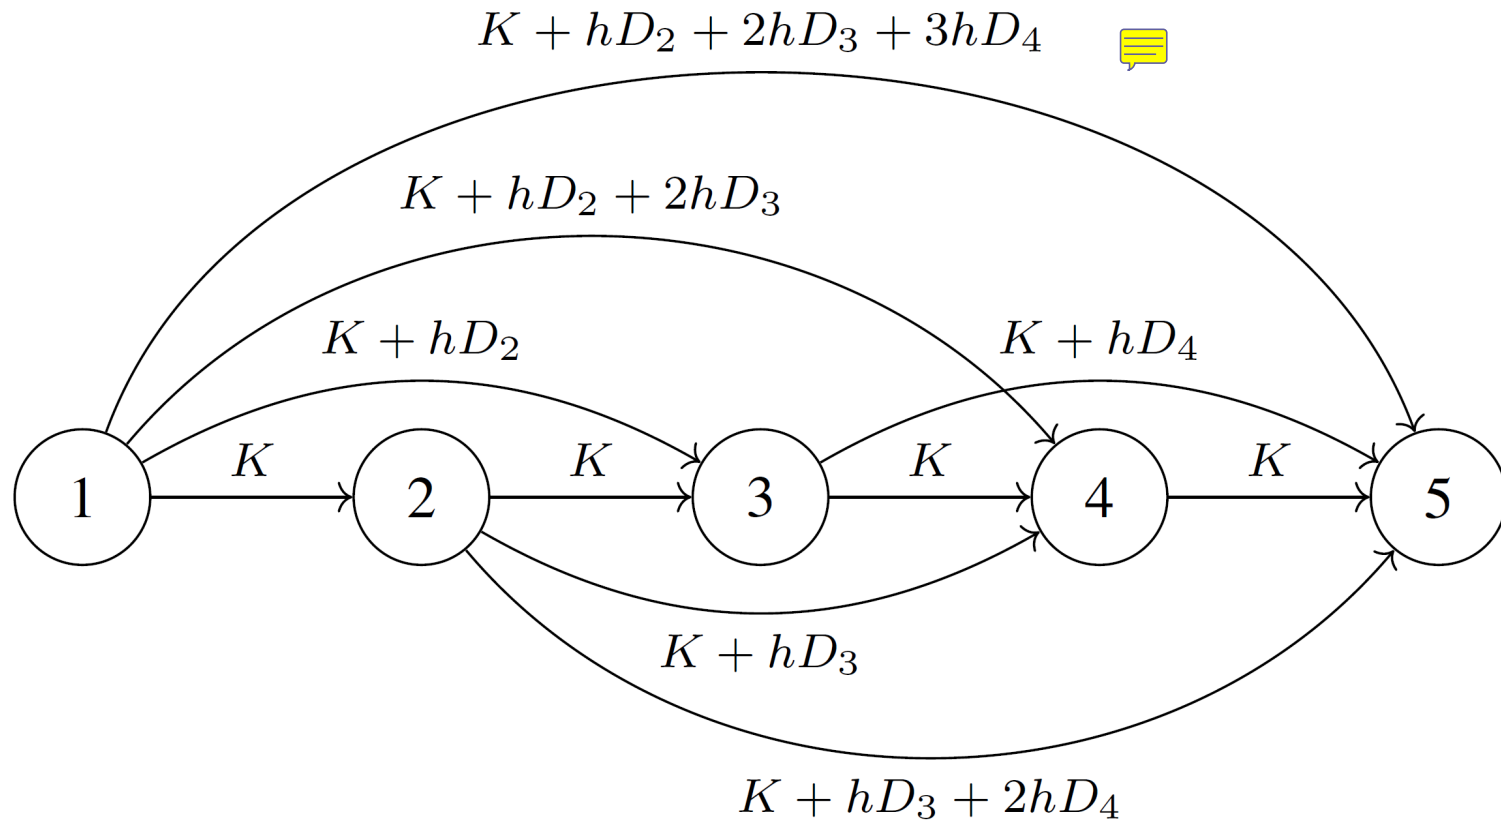 K + hD₂ + 2hD₃ + 3hD₄
K + hD₂ + 2hD₃
K + hD₂
K + hD₄
K
K
K
K
1
2
3
4
5
K + hD₃
K + hD₃ + 2hD₄